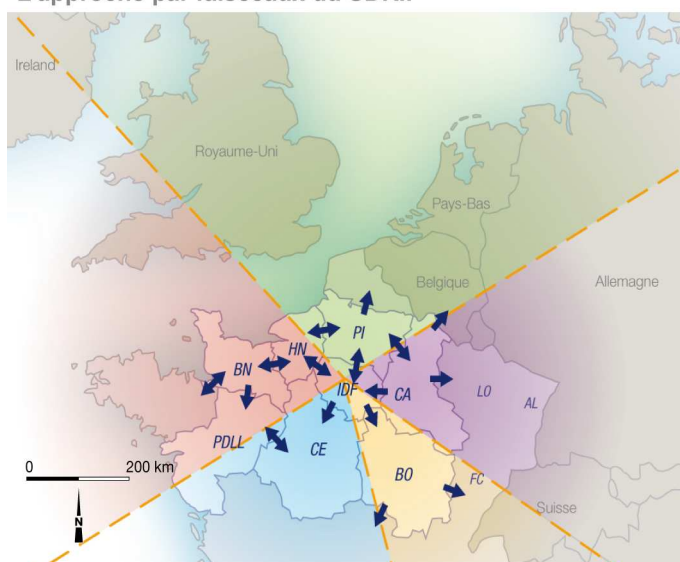 Ireland
Royaume-Uni
Pays-Bas
Belgique
Allemagne
PI
HN
BN
IDF
CA
LO
AL
PDLL
CE
BO
FC
Suisse
0 200 km
N